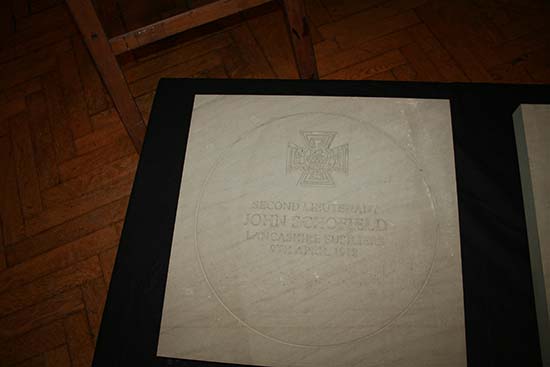 SECOND LIEUTENANT
JOHN SCHOFIELD
LANCASHIRE FUSILIERS
9TH APRIL 1918